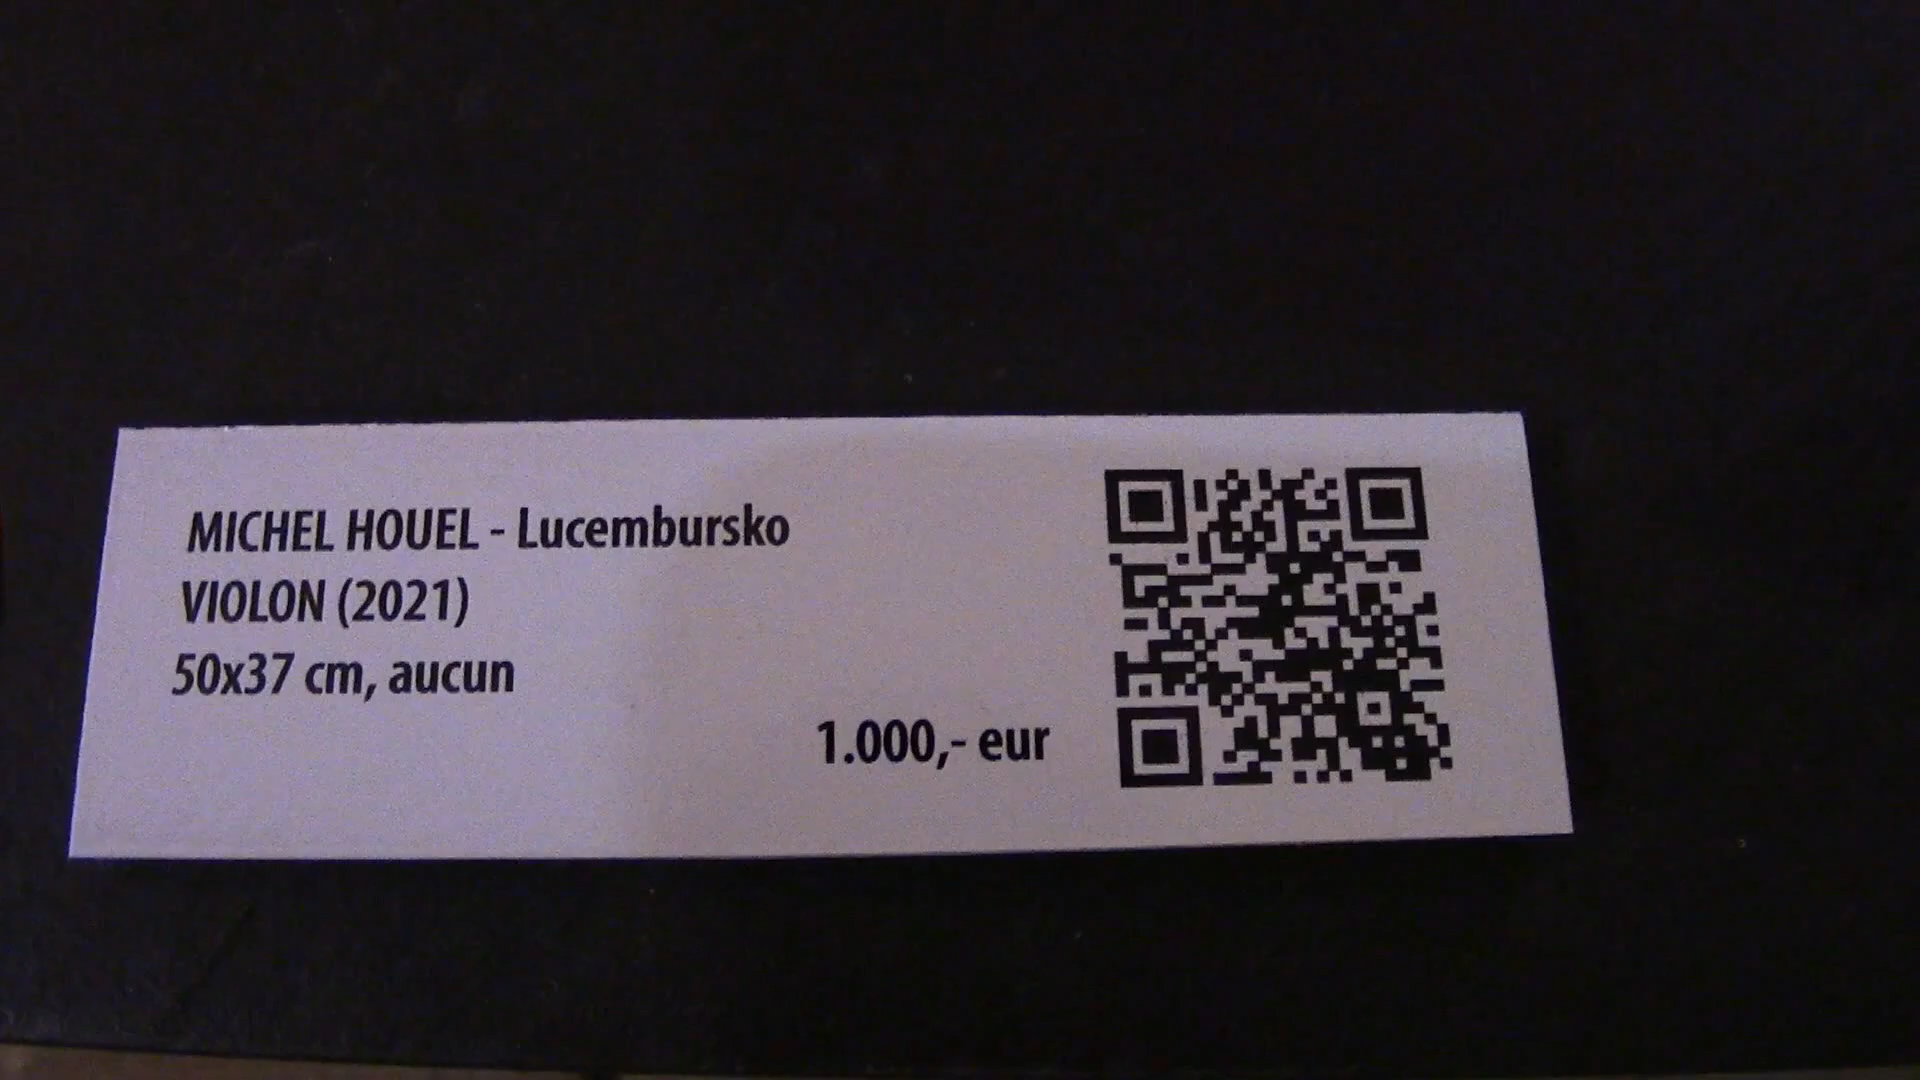 MICHEL HOUEL - Lucembursko
VIOLON (2021)
50x37 cm, aucun
1.000,- eur